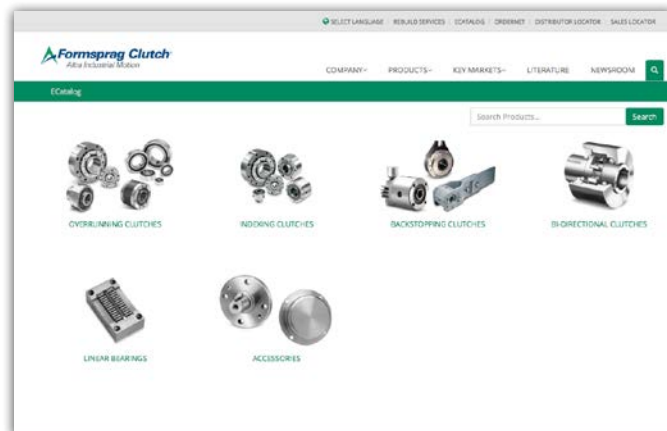 SELECT LANGUAGE | REBUILD SERVICES | ECATALOG | ORDERNET | DISTRIBUTOR LOCATOR | SALES LOCATOR
Formsprag Clutch
Altra Industrial Motion
COMPANY PRODUCTS KEY MARKETS LITERATURE NEWSROOM
ECatalog
Search Products... Search
OVERRUNNING CLUTCHES INDEXING CLUTCHES BACKSTOPPING CLUTCHES BI-DIRECTIONAL CLUTCHES
LINEAR BEARINGS ACCESSORIES